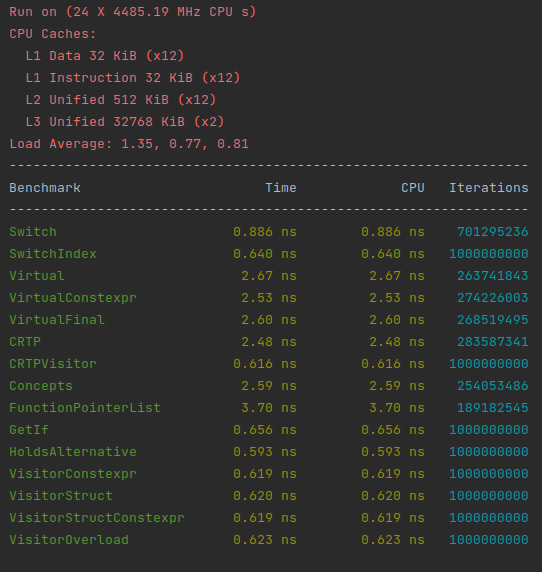 Run on (24 X 4485.19 MHz CPU s)
CPU Caches:
  L1 Data 32 KiB (x12)
  L1 Instruction 32 KiB (x12)
  L2 Unified 512 KiB (x12)
  L3 Unified 32768 KiB (x2)
Load Average: 1.35, 0.77, 0.81
-----------------------------------------------------------------
Benchmark                       Time             CPU   Iterations
-----------------------------------------------------------------
Switch                      0.886 ns        0.886 ns    701295236
SwitchIndex                 0.640 ns        0.640 ns   1000000000
Virtual                      2.67 ns         2.67 ns    263741843
VirtualConstexpr             2.53 ns         2.53 ns    274226003
VirtualFinal                 2.60 ns         2.60 ns    268519495
CRTP                         2.48 ns         2.48 ns    283587341
CRTPVisitor                 0.616 ns        0.616 ns   1000000000
Concepts                     2.59 ns         2.59 ns    254053486
FunctionPointerList          3.70 ns         3.70 ns    189182545
GetIf                       0.656 ns        0.656 ns   1000000000
HoldsAlternative            0.593 ns        0.593 ns   1000000000
VisitorConstexpr            0.619 ns        0.619 ns   1000000000
VisitorStruct               0.620 ns        0.620 ns   1000000000
VisitorStructConstexpr      0.619 ns        0.619 ns   1000000000
VisitorOverload             0.623 ns        0.623 ns   1000000000